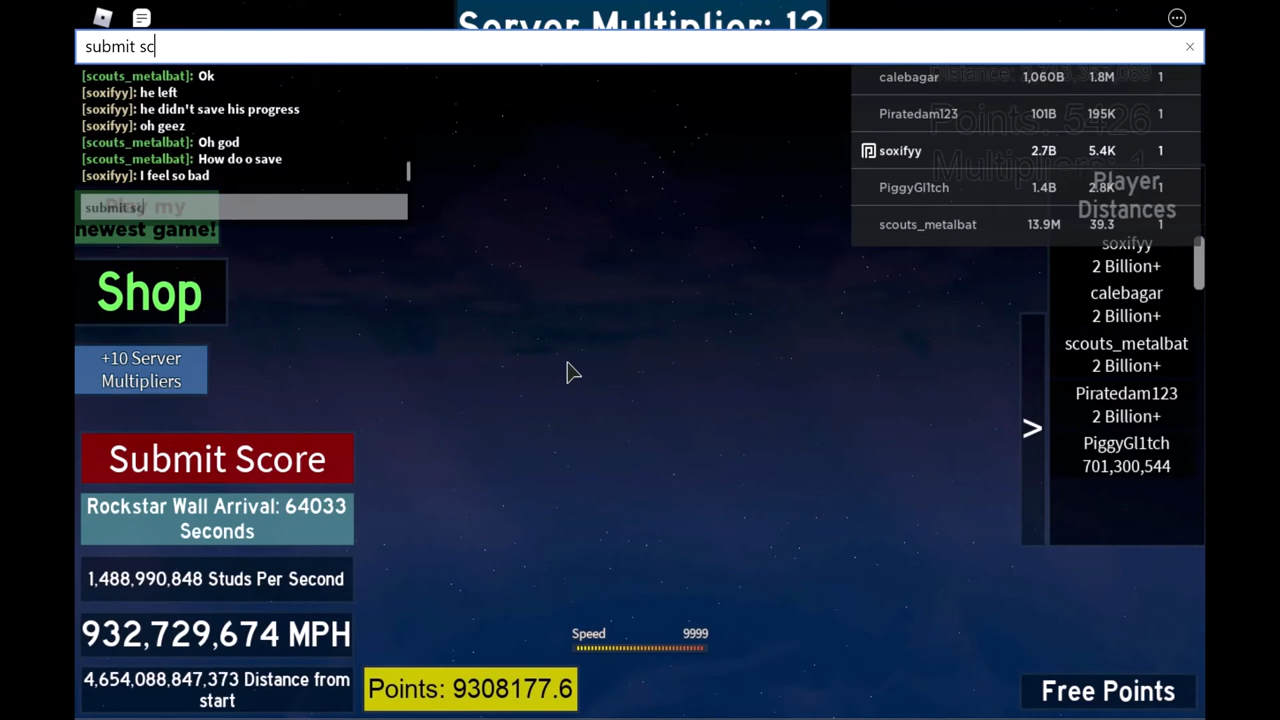 Server Multiplier: 12
submit sc
[scouts_metalbat]: Ok
[soxifyy]: he left
[soxifyy]: he didn't save his progress
[soxifyy]: oh geez
[scouts_metalbat]: Oh god
[scouts_metalbat]: How do o save
[soxifyy]: I feel so bad
submit sc
Play my
newest game!
Shop
+10 Server
Multipliers
Submit Score
Rockstar Wall Arrival: 64033
Seconds
1,488,990,848 Studs Per Second
932,729,674 MPH
4,654,088,847,373 Distance from
start
Points: 9308177.6
Speed 9999
calebagar 1,060B 1.8M 1
Piratedam123 101B 195K 1
soxifyy 2.7B 5.4K 1
PiggyGl1tch 1.4B 2.8K 1
scouts_metalbat 13.9M 39.3 1
Points: 5426
Multipliers: 1
Player
Distances
soxifyy
2 Billion+
calebagar
2 Billion+
scouts_metalbat
2 Billion+
Piratedam123
2 Billion+
PiggyGl1tch
701,300,544
>
Free Points